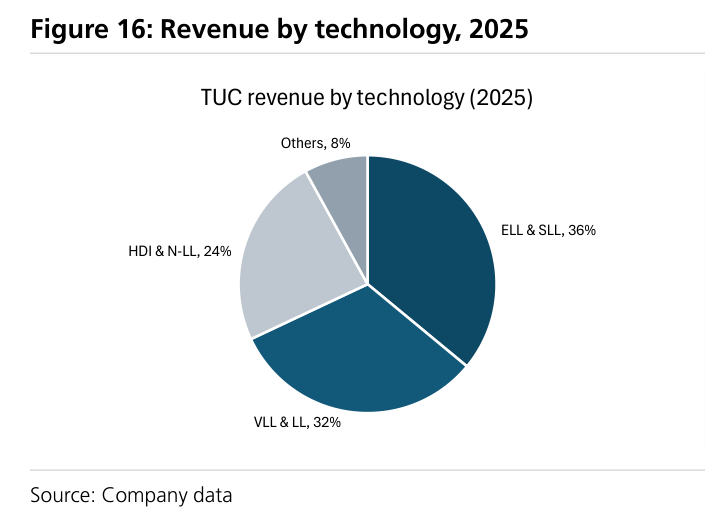 Figure 16: Revenue by technology, 2025
TUC revenue by technology (2025)
Others, 8%
ELL & SLL, 36%
HDI & N-LL, 24%
VLL & LL, 32%
Source: Company data